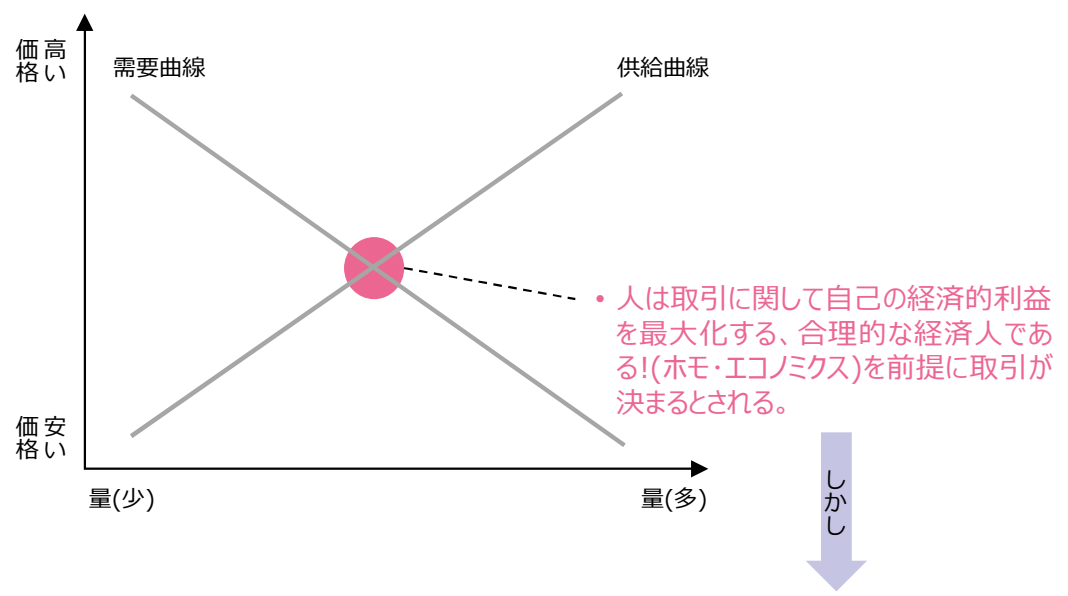 高い
価格
需要曲線
供給曲線
• 人は取引に関して自己の経済的利益
を最大化する、合理的な経済人であ
る!(ホモ・エコノミクス)を前提に取引が
決まるとされる。
安い
価格
量(少)
量(多)
しかし